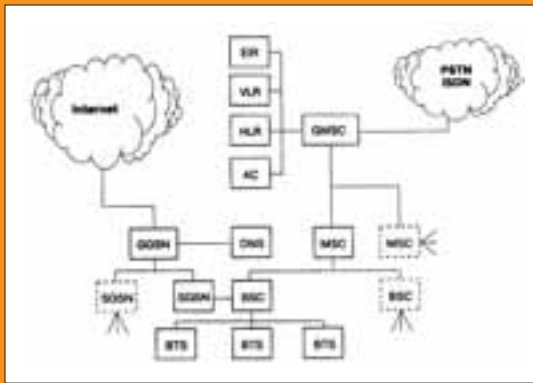 EIR
VLR
HLR
AC
Internet
PSTN
ISDN
GMSC
GGSN
DNS
MSC
MSC
SGSN
SGSN
BSC
BSC
BTS
BTS
BTS